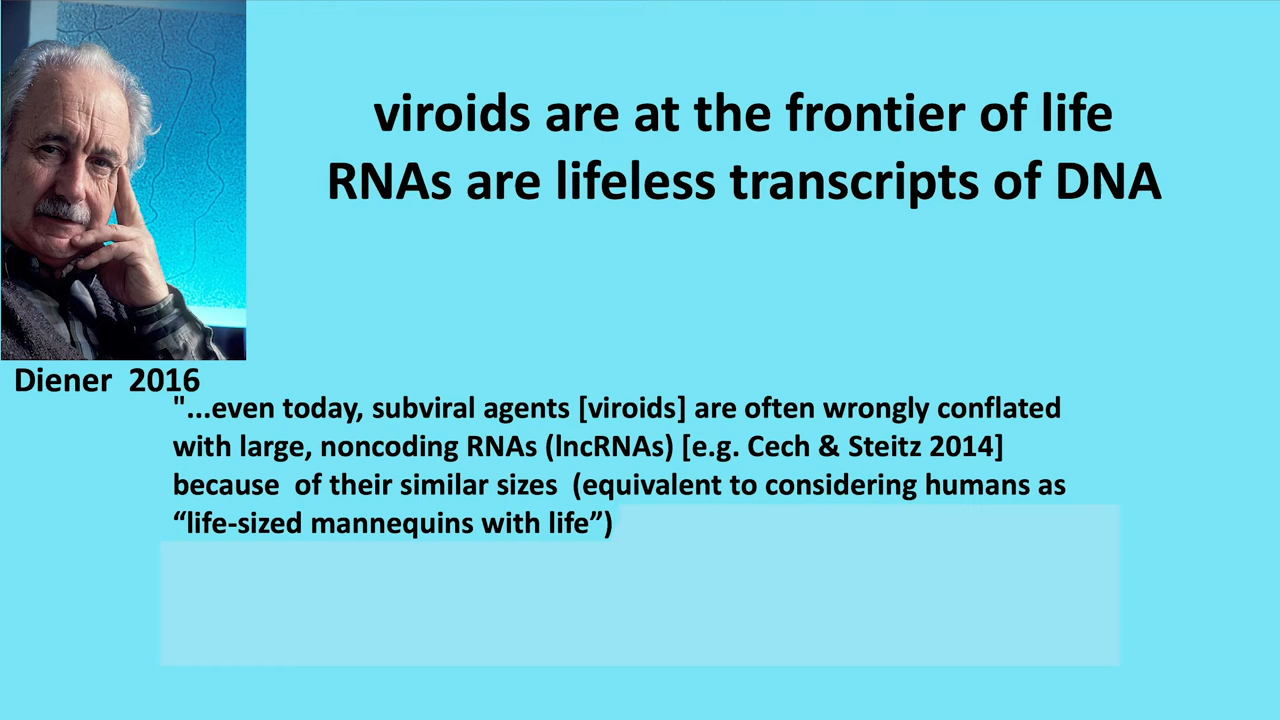 viroids are at the frontier of life
RNAs are lifeless transcripts of DNA
Diener  2016
"...even today, subviral agents [viroids] are often wrongly conflated
with large, noncoding RNAs (lncRNAs) [e.g. Cech & Steitz 2014]
because  of their similar sizes  (equivalent to considering humans as
“life-sized mannequins with life”)